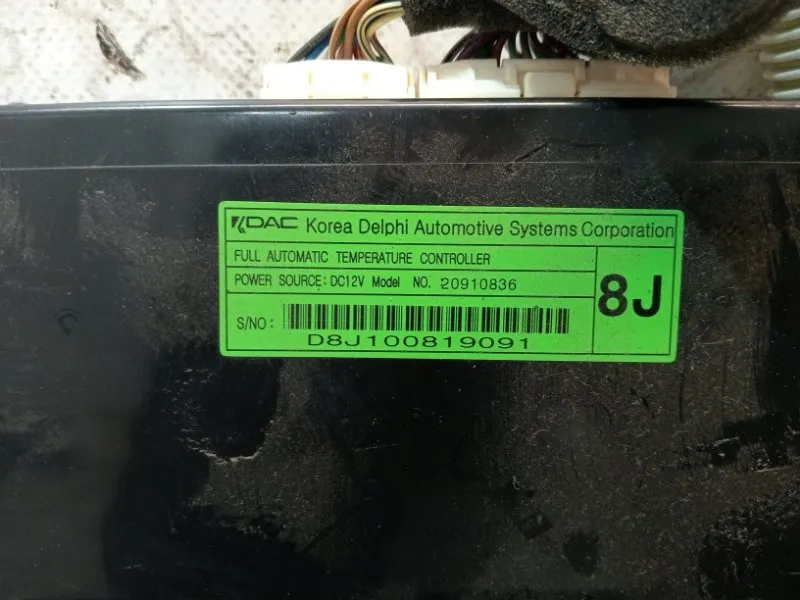 KDAC Korea Delphi Automotive Systems Corporation
FULL AUTOMATIC TEMPERATURE CONTROLLER
POWER SOURCE: DC12V Model NO. 20910836
8J
S/NO:
D8J100819091